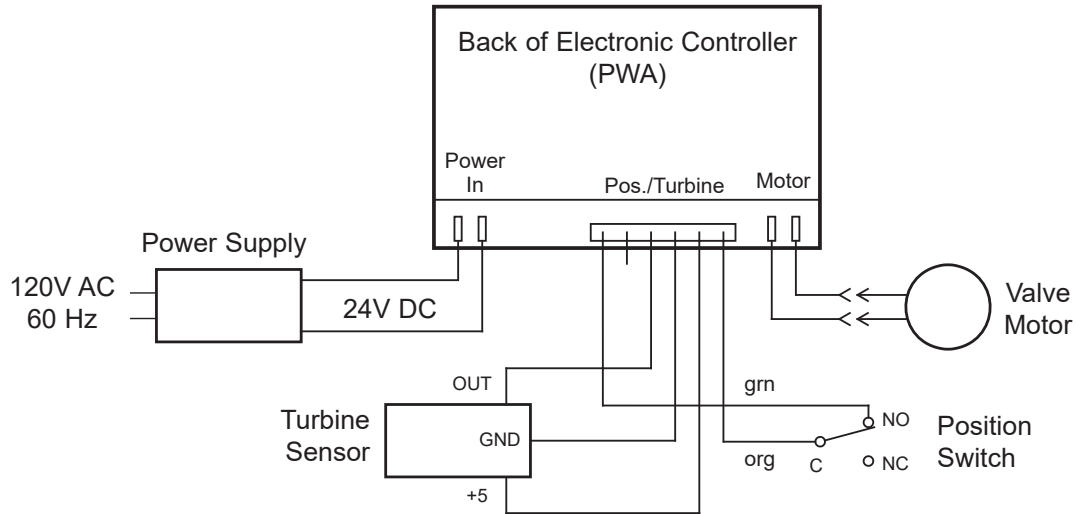 Back of Electronic Controller
(PWA)
Power
In
Pos./Turbine
Motor
Power Supply
120V AC
60 Hz
24V DC
Valve
Motor
OUT
Turbine
Sensor
GND
+5
grn
org
C
NO
NC
Position
Switch